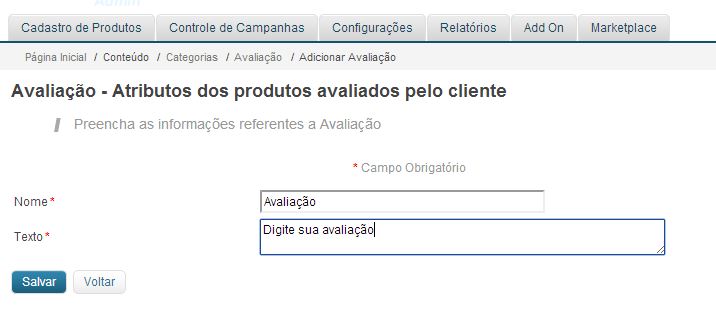 Admin
Cadastro de Produtos Controle de Campanhas Configurações Relatórios Add On Marketplace
Página Inicial / Conteúdo / Categorias / Avaliação / Adicionar Avaliação
Avaliação - Atributos dos produtos avaliados pelo cliente
Preencha as informações referentes a Avaliação
* Campo Obrigatório
Nome * Avaliação
Texto * Digite sua avaliação
Salvar Voltar